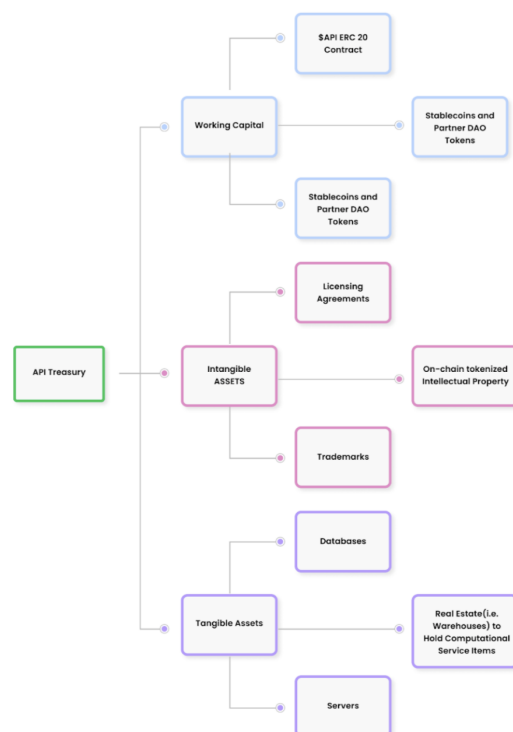 $API ERC 20
Contract
Working Capital
Stablecoins and
Partner DAO
Tokens
Stablecoins and
Partner DAO
Tokens
Licensing
Agreements
API Treasury
Intangible
ASSETS
On-chain tokenized
Intellectual Property
Trademarks
Databases
Tangible Assets
Real Estate(i.e.
Warehouses) to
Hold Computational
Service Items
Servers